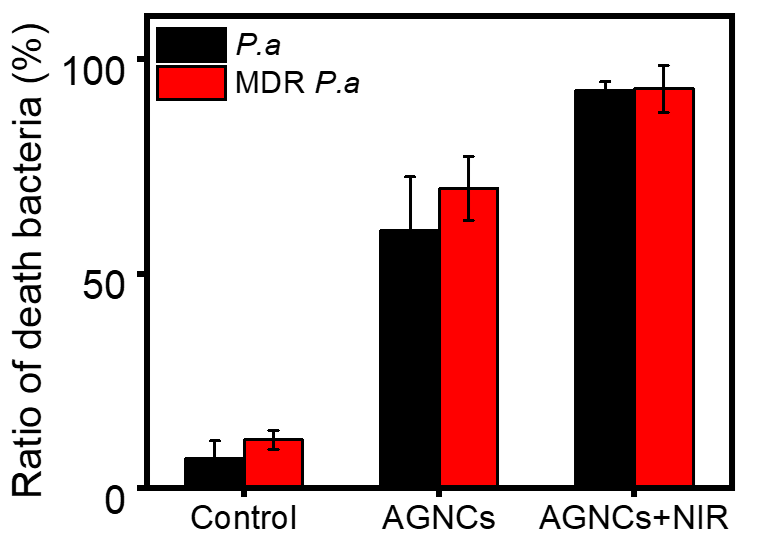 Ratio of death bacteria (%)
100
50
0
P.a
MDR P.a
Control
AGNCs
AGNCs+NIR